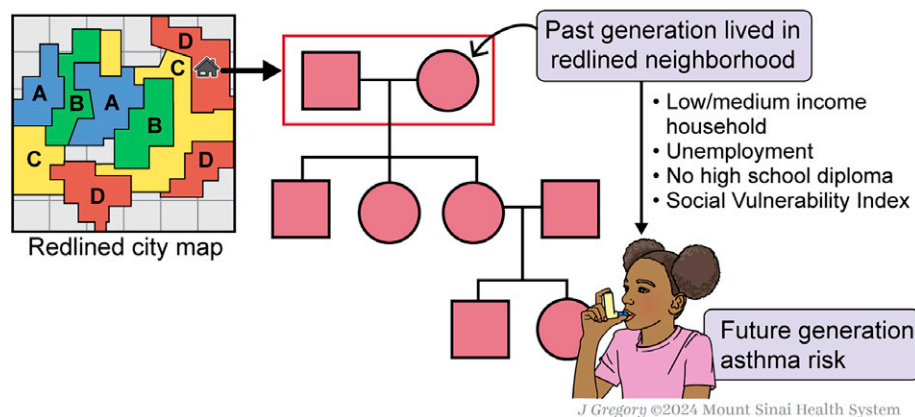 D
C
A
B
A
B
C
D
D
Redlined city map
Past generation lived in
redlined neighborhood
• Low/medium income
household
• Unemployment
• No high school diploma
• Social Vulnerability Index
Future generation
asthma risk
J Gregory ©2024 Mount Sinai Health System